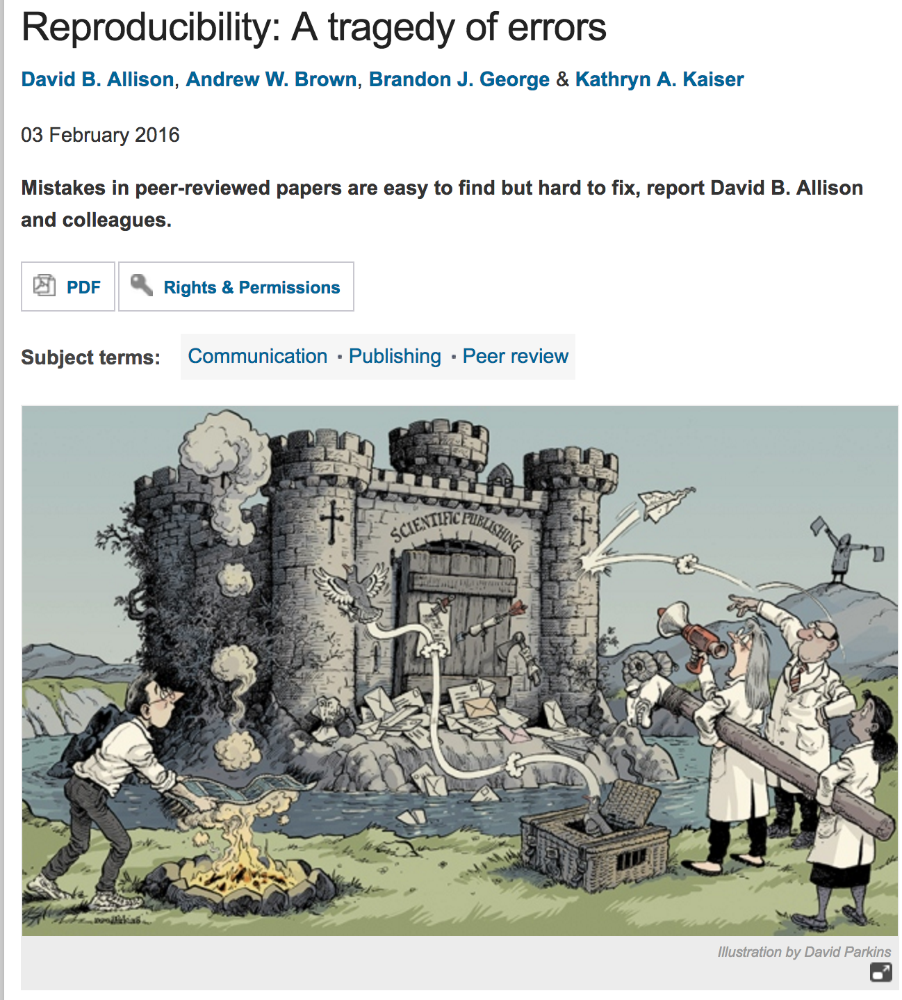 Reproducibility: A tragedy of errors
David B. Allison, Andrew W. Brown, Brandon J. George & Kathryn A. Kaiser
03 February 2016
Mistakes in peer-reviewed papers are easy to find but hard to fix, report David B. Allison
and colleagues.
PDF
Rights & Permissions
Subject terms:
Communication ▪ Publishing ▪ Peer review
SCIENTIFIC PUBLISHING
Illustration by David Parkins